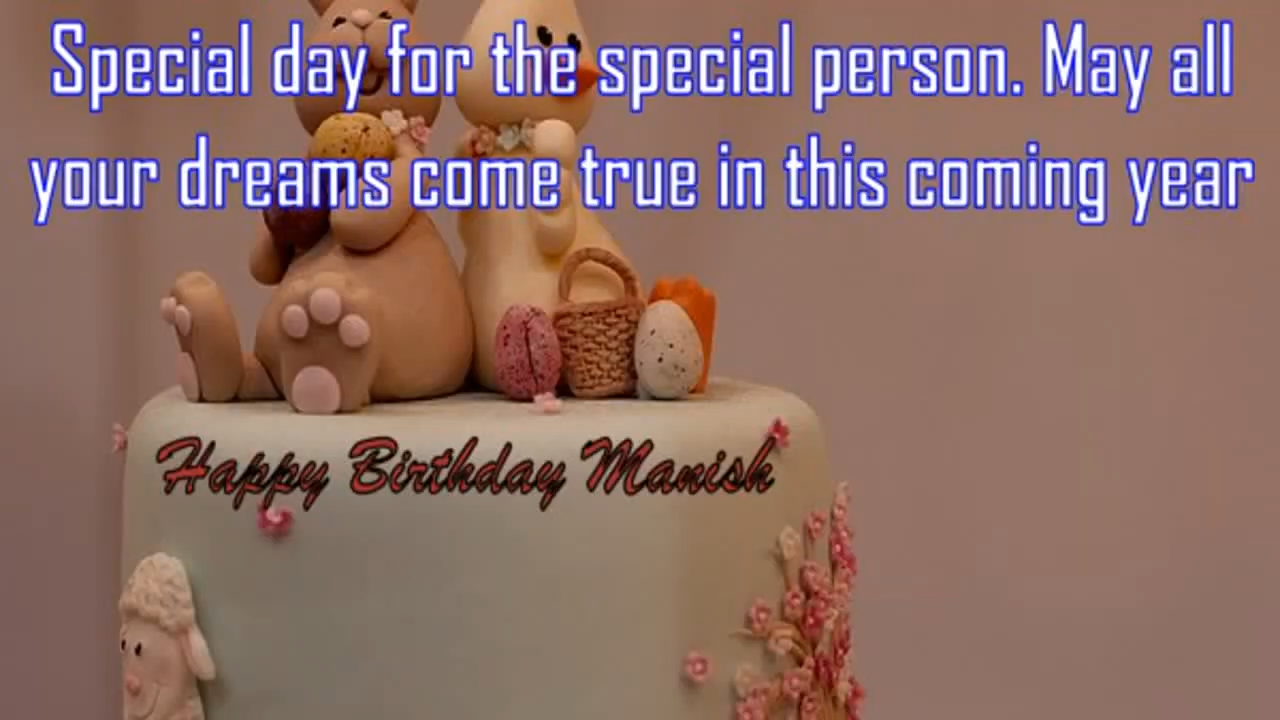 Special day for the special person. May all
your dreams come true in this coming year
Happy Birthday Manish